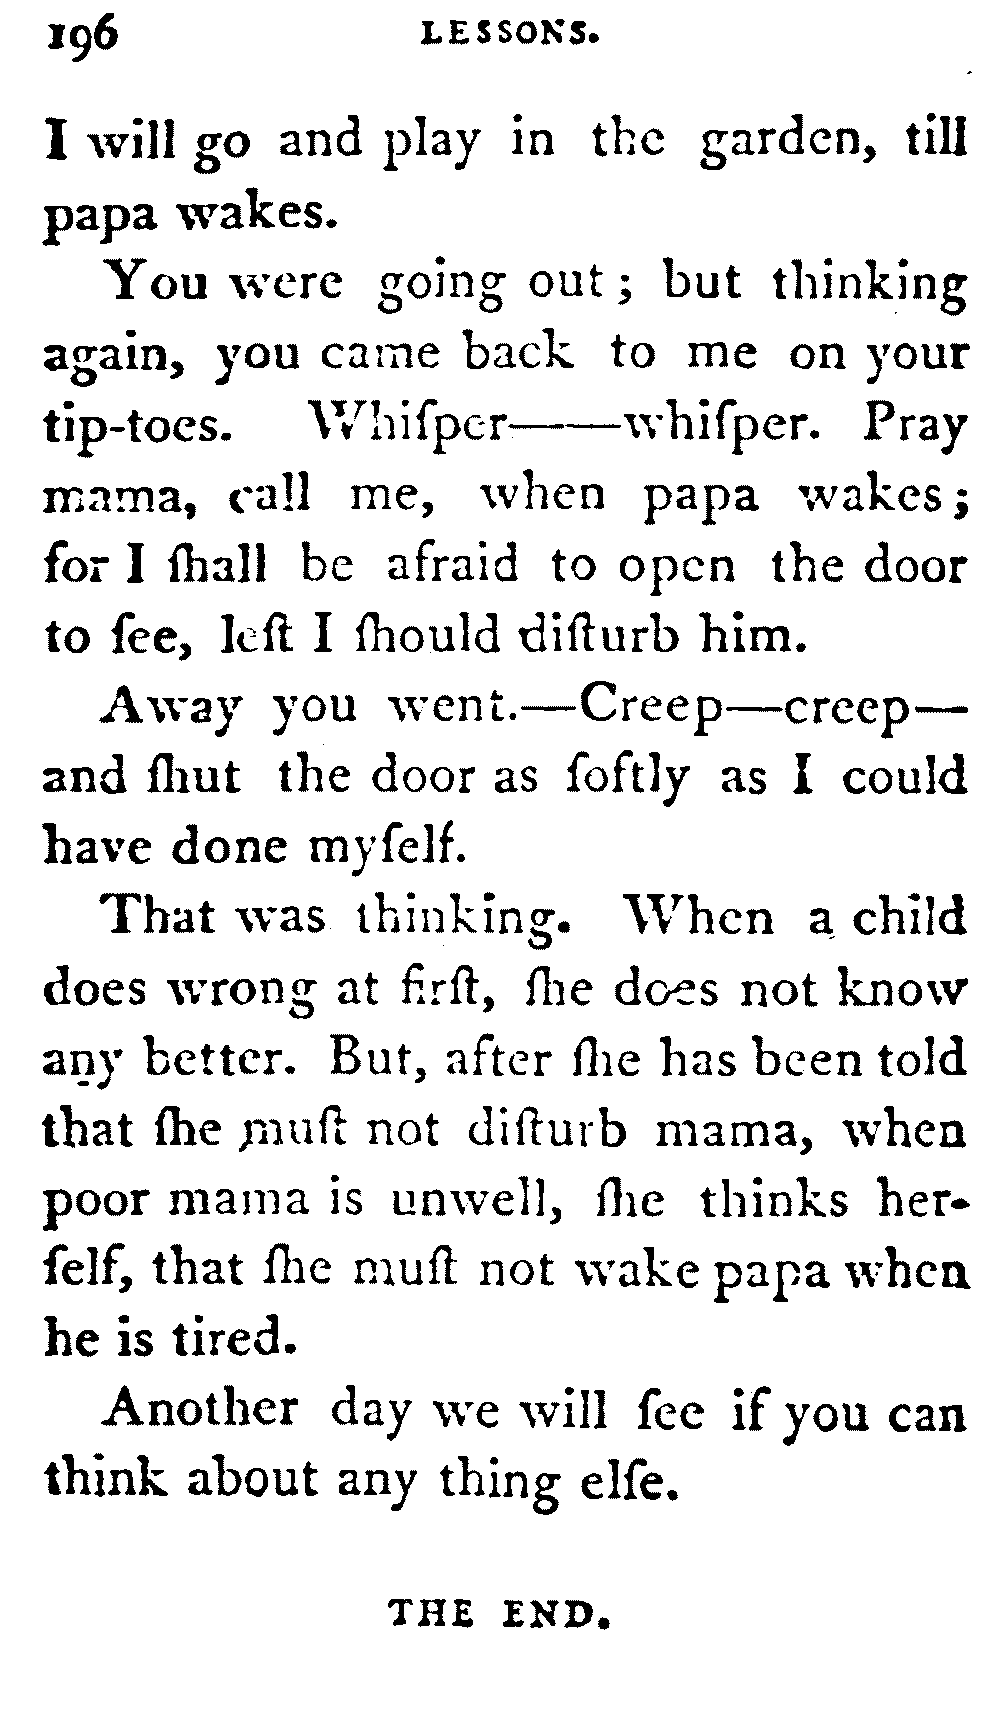 196 LESSONS.
I will go and play in the garden, till
papa wakes.
You were going out; but thinking
again, you came back to me on your
tip-toes. Whiſper——whiſper. Pray
mama, call me, when papa wakes;
for I ſhall be afraid to open the door
to ſee, leſt I ſhould diſturb him.
Away you went.—Creep—creep—
and ſhut the door as ſoftly as I could
have done myſelf.
That was thinking. When a child
does wrong at firſt, ſhe does not know
any better. But, after ſhe has been told
that ſhe muſt not diſturb mama, when
poor mama is unwell, ſhe thinks her-
ſelf, that ſhe muſt not wake papa when
he is tired.
Another day we will ſee if you can
think about any thing elſe.
THE END.